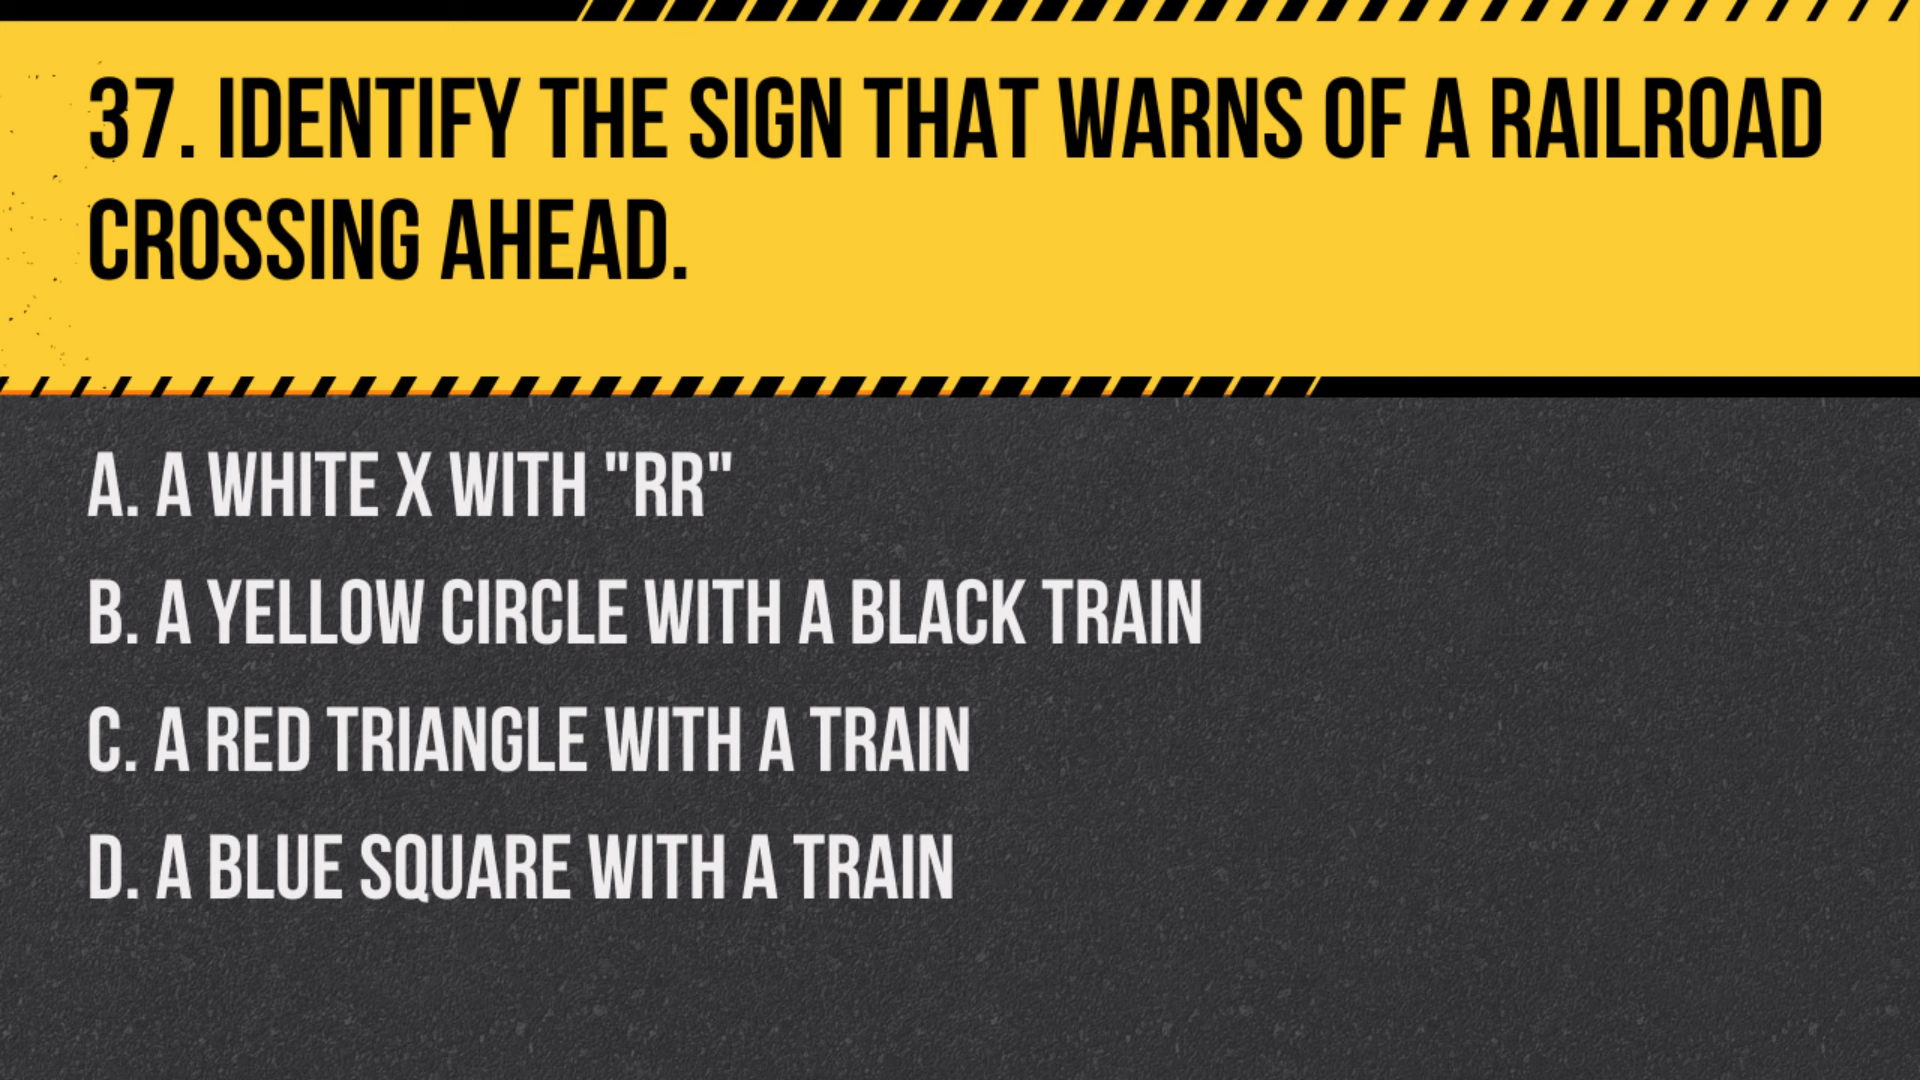 37. IDENTIFY THE SIGN THAT WARNS OF A RAILROAD
CROSSING AHEAD.
A. A WHITE X WITH "RR"
B. A YELLOW CIRCLE WITH A BLACK TRAIN
C. A RED TRIANGLE WITH A TRAIN
D. A BLUE SQUARE WITH A TRAIN